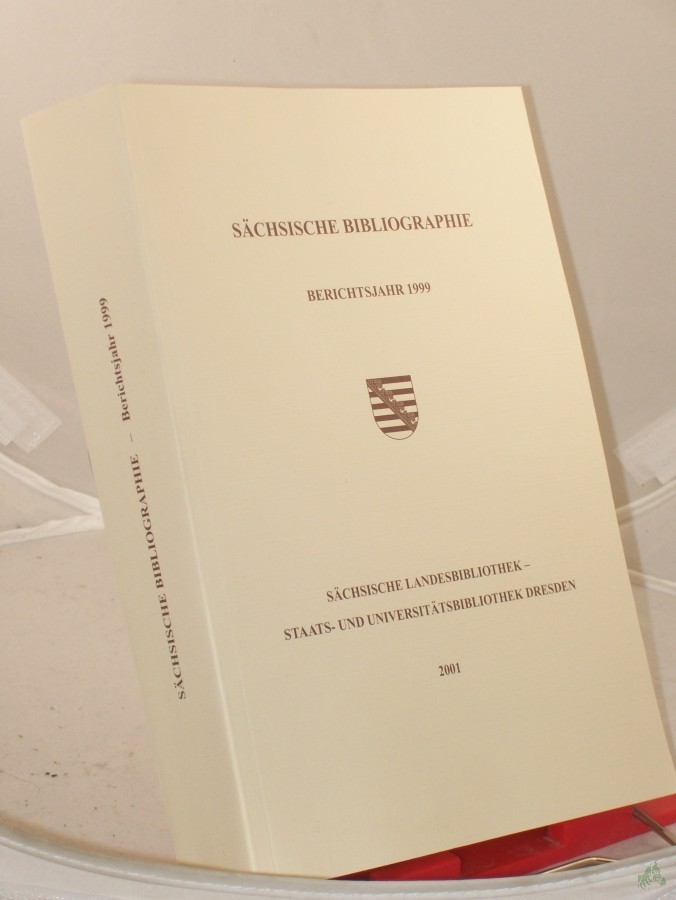 SÄCHSISCHE BIBLIOGRAPHIE
BERICHTSJAHR 1999
SÄCHSISCHE LANDESBIBLIOTHEK –
STAATS- UND UNIVERSITÄTSBIBLIOTHEK DRESDEN
2001
SÄCHSISCHE BIBLIOGRAPHIE – Berichtsjahr 1999